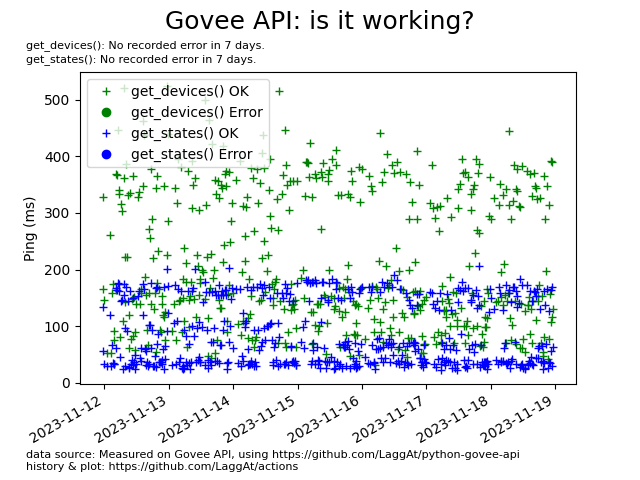 Govee API: is it working?
get_devices(): No recorded error in 7 days.
get_states(): No recorded error in 7 days.
get_devices() OK
get_devices() Error
get_states() OK
get_states() Error
Ping (ms)
500
400
300
200
100
0
2023-11-12
2023-11-13
2023-11-14
2023-11-15
2023-11-16
2023-11-17
2023-11-18
2023-11-19
data source: Measured on Govee API, using https://github.com/LaggAt/python-govee-api
history & plot: https://github.com/LaggAt/actions